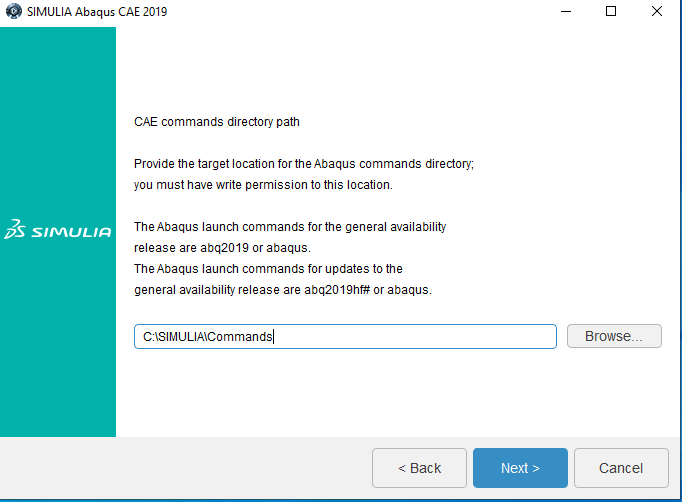 SIMULIA Abaqus CAE 2019
CAE commands directory path
Provide the target location for the Abaqus commands directory;
you must have write permission to this location.
The Abaqus launch commands for the general availability
release are abq2019 or abaqus.
The Abaqus launch commands for updates to the
general availability release are abq2019hf# or abaqus.
SIMULIA
C:\SIMULIA\Commands
Browse...
< Back
Next >
Cancel